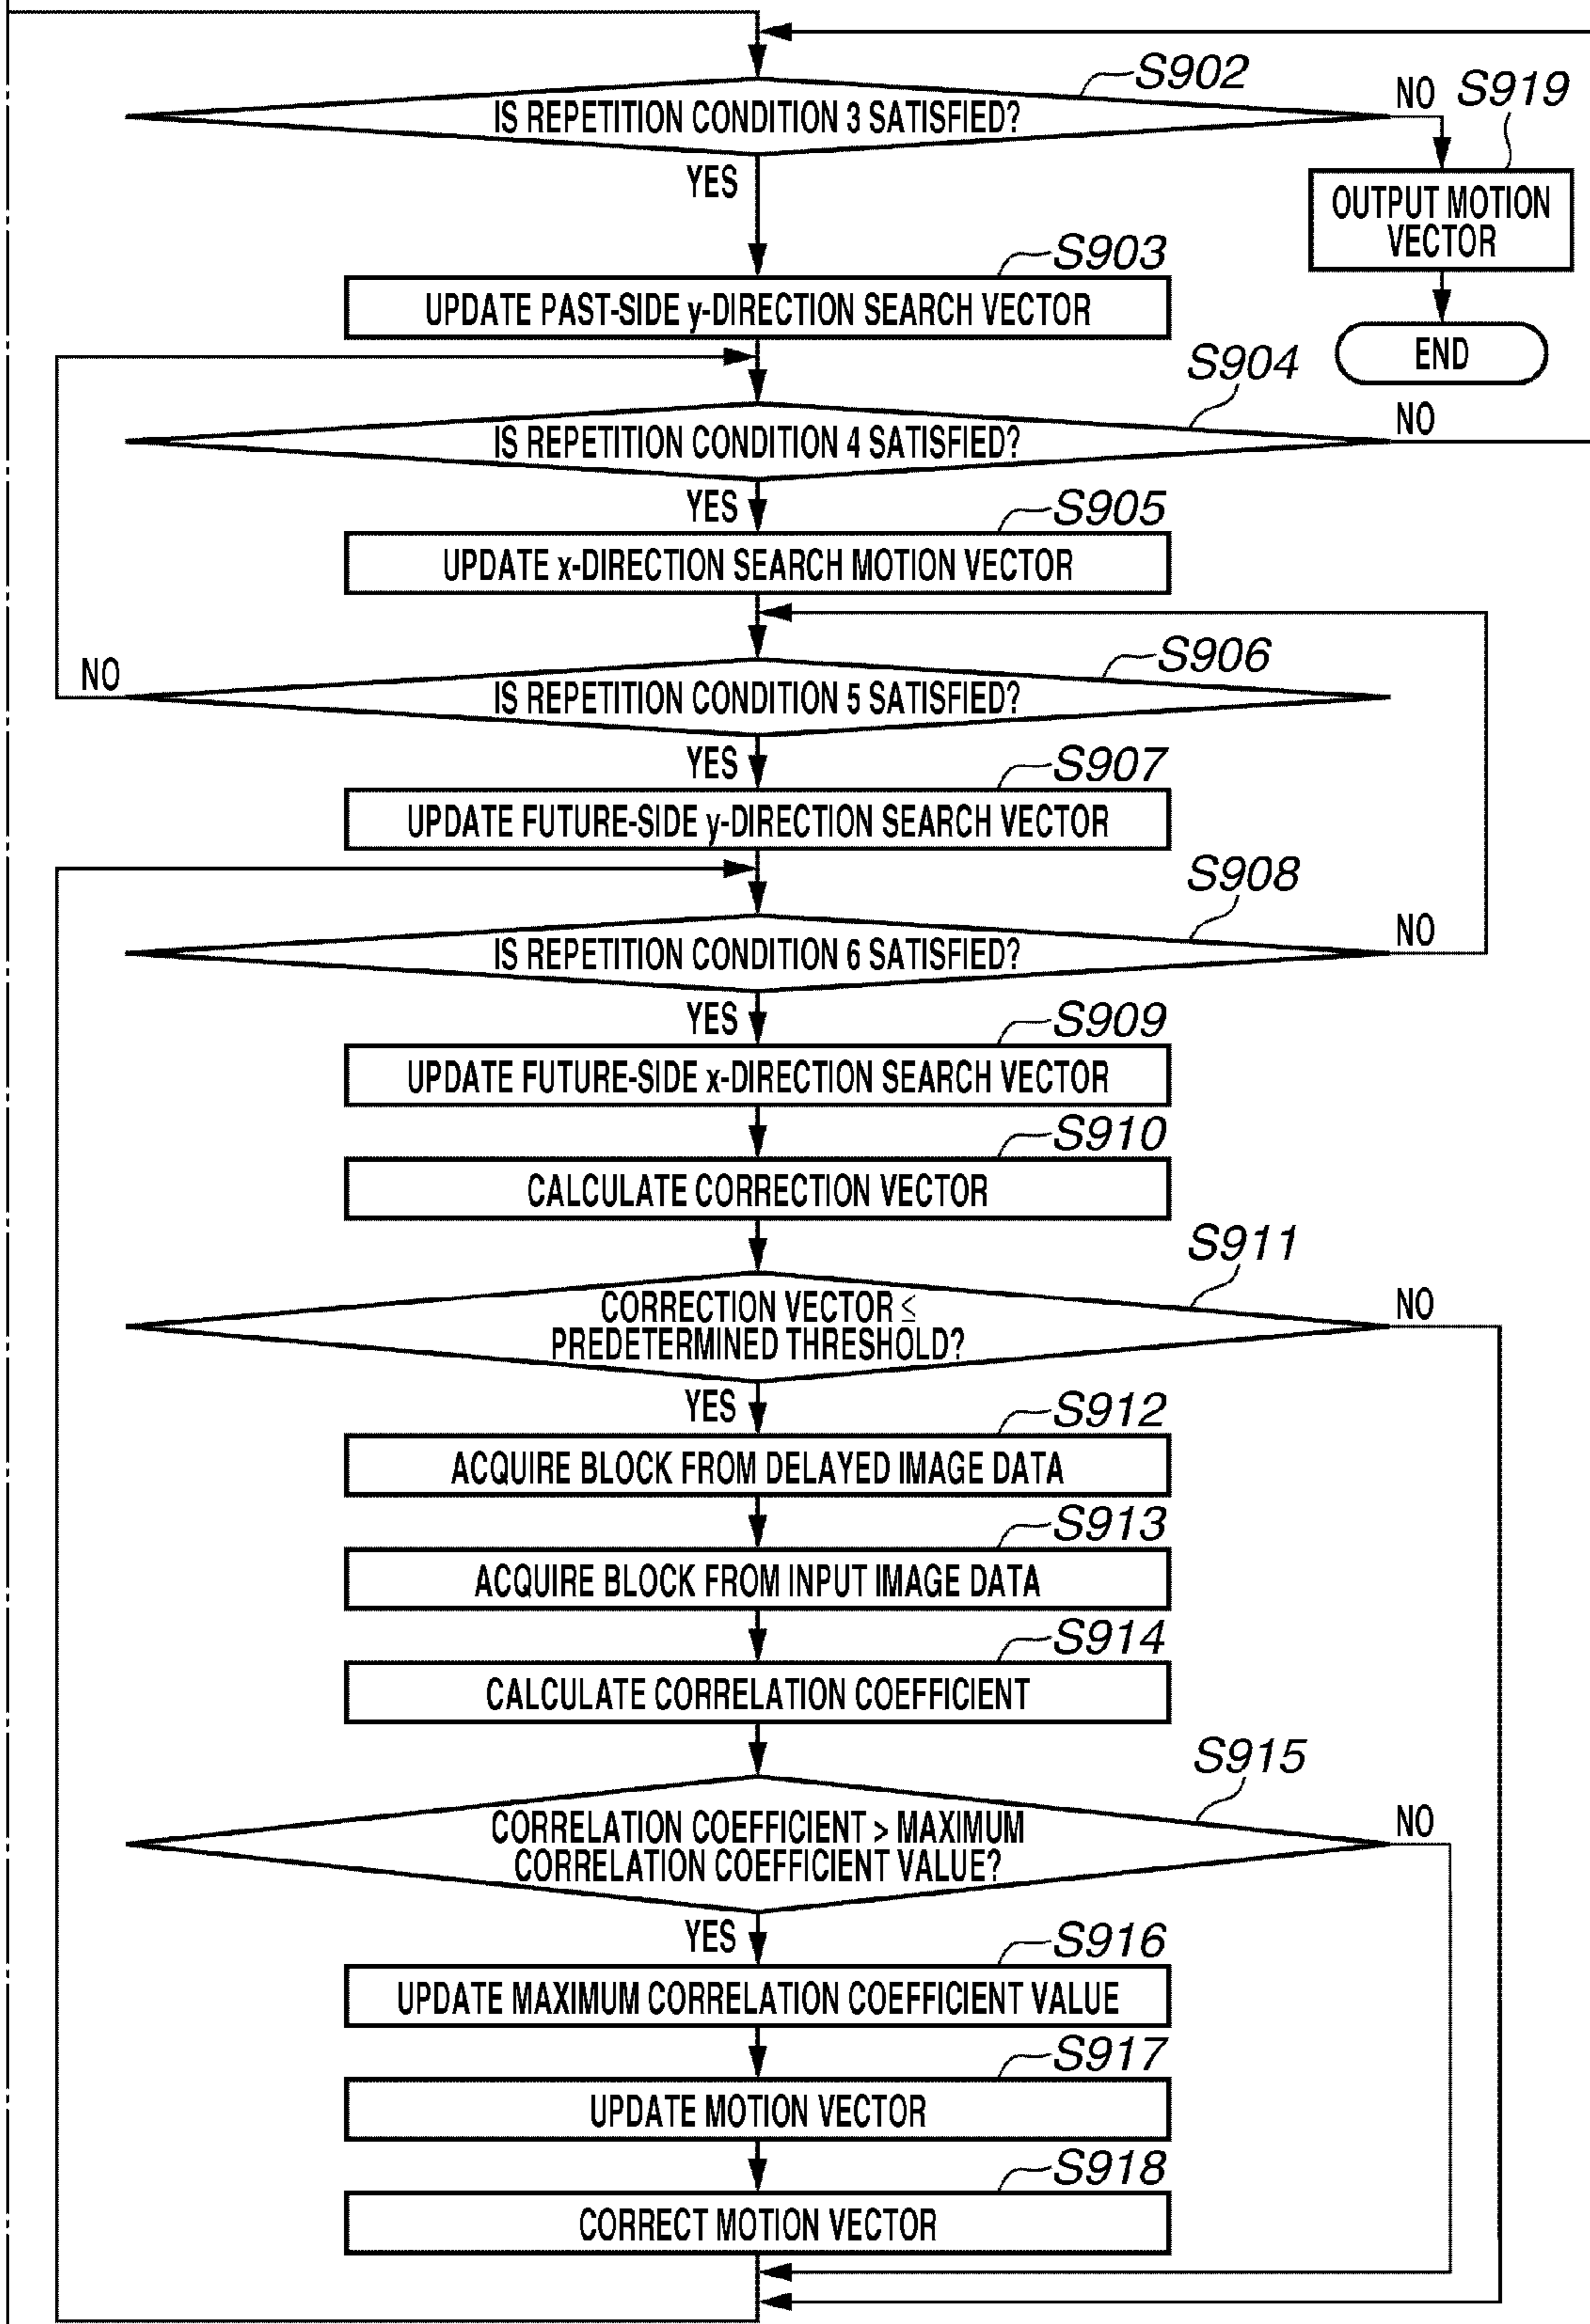 S902
IS REPETITION CONDITION 3 SATISFIED?
NO
S919
YES
OUTPUT MOTION
VECTOR
END
S903
UPDATE PAST-SIDE y-DIRECTION SEARCH VECTOR
S904
IS REPETITION CONDITION 4 SATISFIED?
NO
YES
S905
UPDATE x-DIRECTION SEARCH MOTION VECTOR
S906
NO
IS REPETITION CONDITION 5 SATISFIED?
YES
S907
UPDATE FUTURE-SIDE y-DIRECTION SEARCH VECTOR
S908
IS REPETITION CONDITION 6 SATISFIED?
NO
YES
S909
UPDATE FUTURE-SIDE x-DIRECTION SEARCH VECTOR
S910
CALCULATE CORRECTION VECTOR
S911
CORRECTION VECTOR ≤
PREDETERMINED THRESHOLD?
NO
YES
S912
ACQUIRE BLOCK FROM DELAYED IMAGE DATA
S913
ACQUIRE BLOCK FROM INPUT IMAGE DATA
S914
CALCULATE CORRELATION COEFFICIENT
S915
CORRELATION COEFFICIENT > MAXIMUM
CORRELATION COEFFICIENT VALUE?
NO
YES
S916
UPDATE MAXIMUM CORRELATION COEFFICIENT VALUE
S917
UPDATE MOTION VECTOR
S918
CORRECT MOTION VECTOR